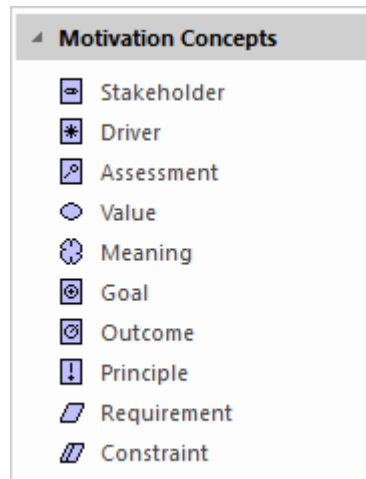 Motivation Concepts
Stakeholder
Driver
Assessment
Value
Meaning
Goal
Outcome
Principle
Requirement
Constraint